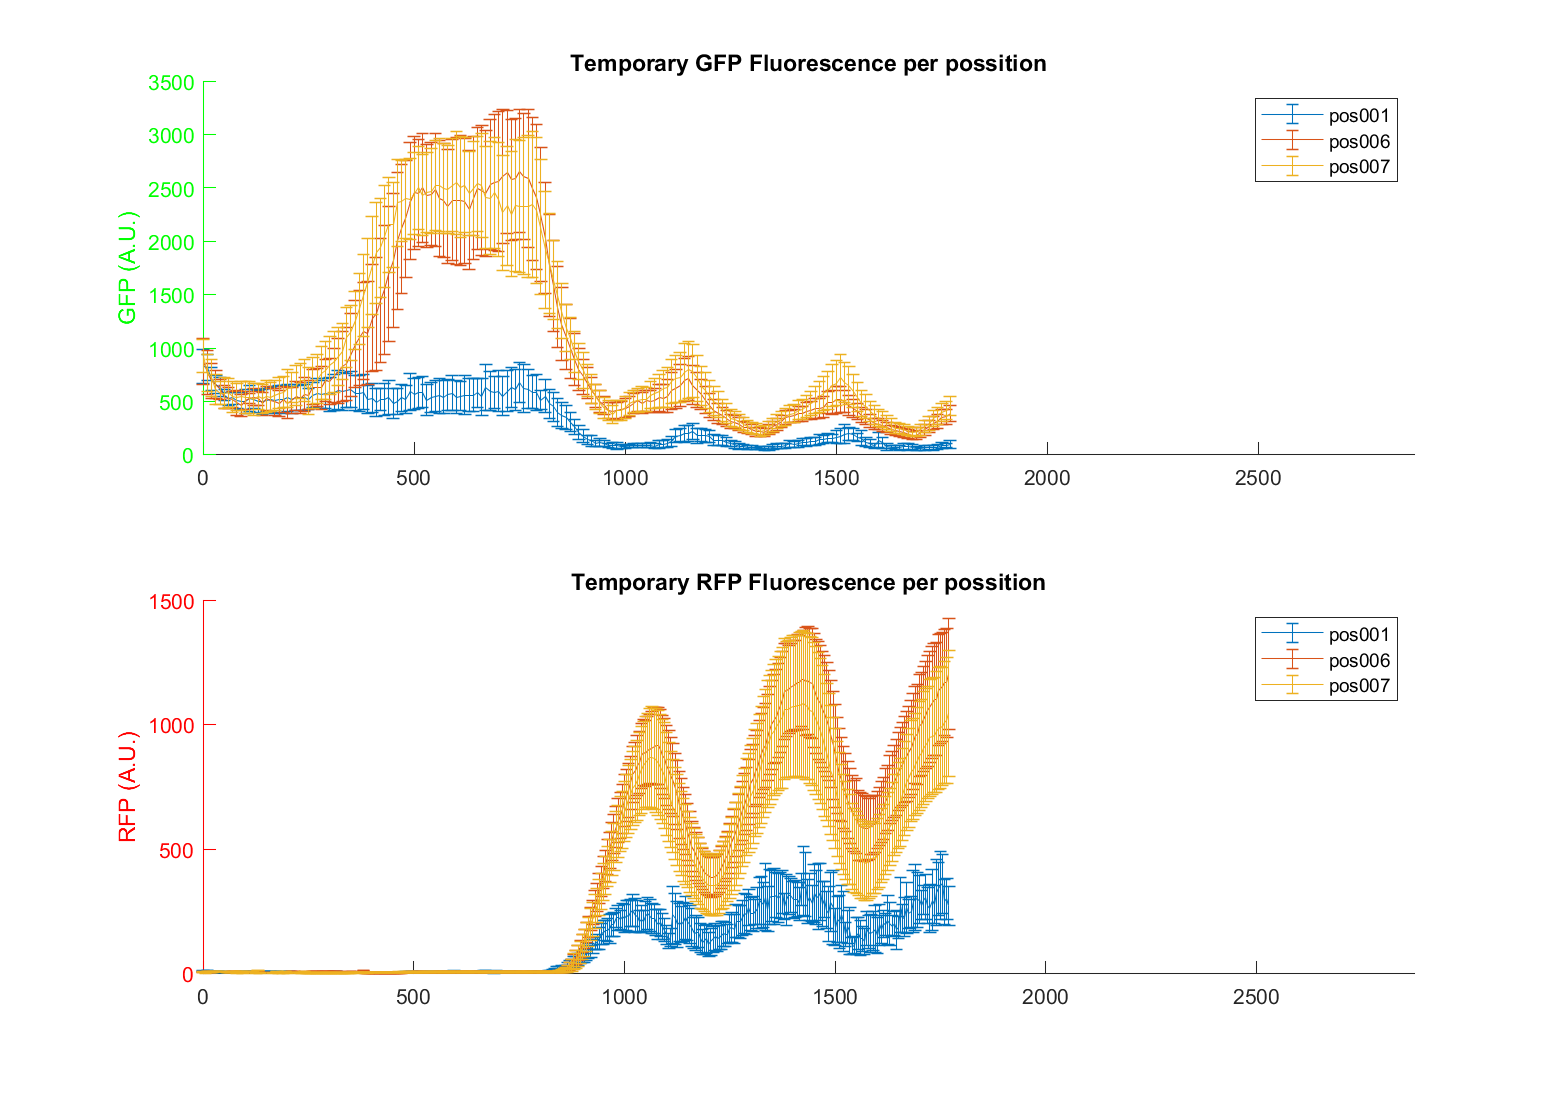 Temporary GFP Fluorescence per possition
3500
3000
2500
2000
1500
1000
500
0
GFP (A.U.)
0 500 1000 1500 2000 2500
pos001
pos006
pos007
Temporary RFP Fluorescence per possition
1500
1000
500
0
RFP (A.U.)
0 500 1000 1500 2000 2500
pos001
pos006
pos007